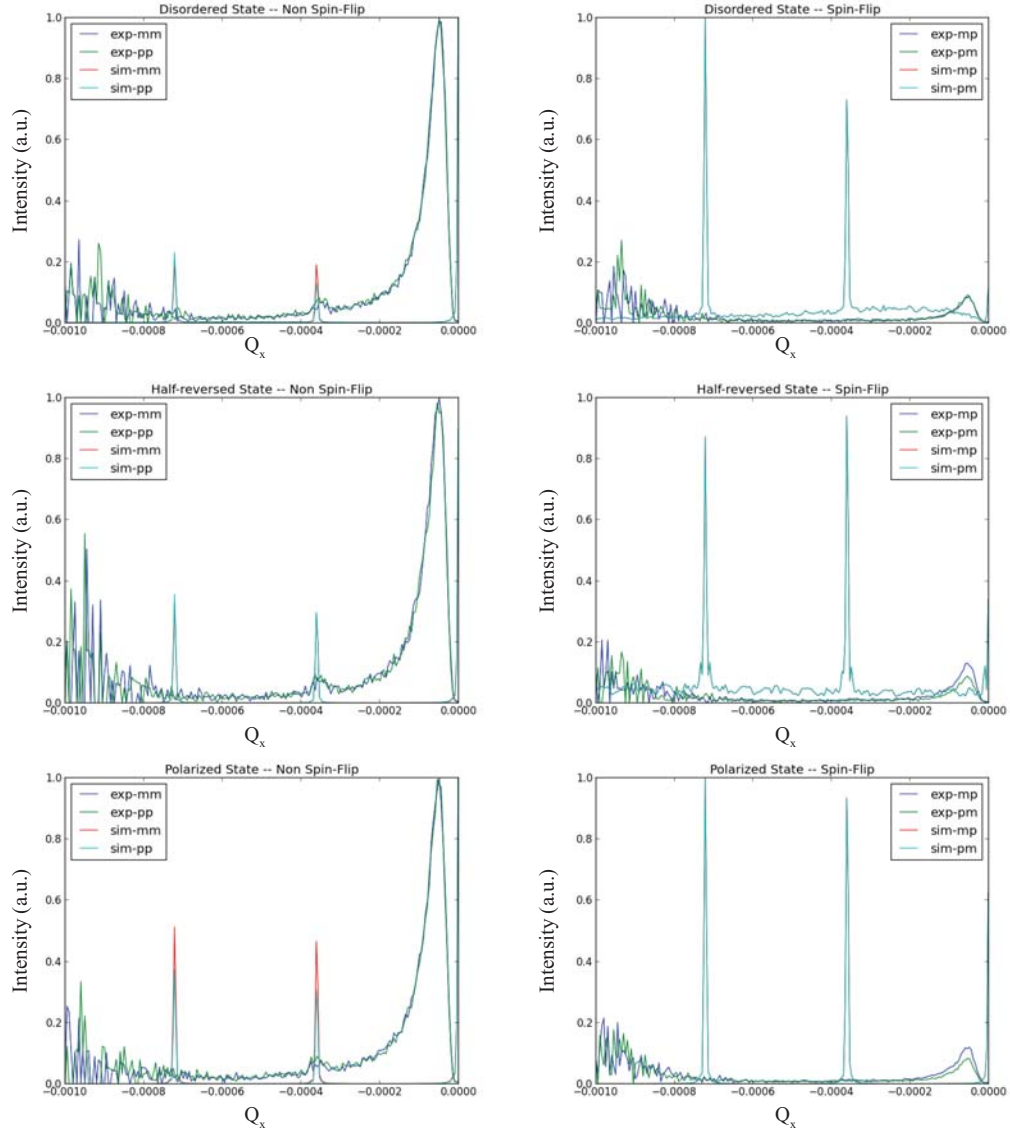 Disordered State -- Non Spin-Flip
Intensity (a.u.)
1.0
0.8
0.6
0.4
0.2
0.0
exp-mm
exp-pp
sim-mm
sim-pp
−0.0010 −0.0008 −0.0006 −0.0004 −0.0002 0.0000
Qx
Disordered State -- Spin-Flip
Intensity (a.u.)
1.0
0.8
0.6
0.4
0.2
0.0
exp-mp
exp-pm
sim-mp
sim-pm
−0.0010 −0.0008 −0.0006 −0.0004 −0.0002 0.0000
Qx
Half-reversed State -- Non Spin-Flip
Intensity (a.u.)
1.0
0.8
0.6
0.4
0.2
0.0
exp-mm
exp-pp
sim-mm
sim-pp
−0.0010 −0.0008 −0.0006 −0.0004 −0.0002 0.0000
Qx
Half-reversed State -- Spin-Flip
Intensity (a.u.)
1.0
0.8
0.6
0.4
0.2
0.0
exp-mp
exp-pm
sim-mp
sim-pm
−0.0010 −0.0008 −0.0006 −0.0004 −0.0002 0.0000
Qx
Polarized State -- Non Spin-Flip
Intensity (a.u.)
1.0
0.8
0.6
0.4
0.2
0.0
exp-mm
exp-pp
sim-mm
sim-pp
−0.0010 −0.0008 −0.0006 −0.0004 −0.0002 0.0000
Qx
Polarized State -- Spin-Flip
Intensity (a.u.)
1.0
0.8
0.6
0.4
0.2
0.0
exp-mp
exp-pm
sim-mp
sim-pm
−0.0010 −0.0008 −0.0006 −0.0004 −0.0002 0.0000
Qx